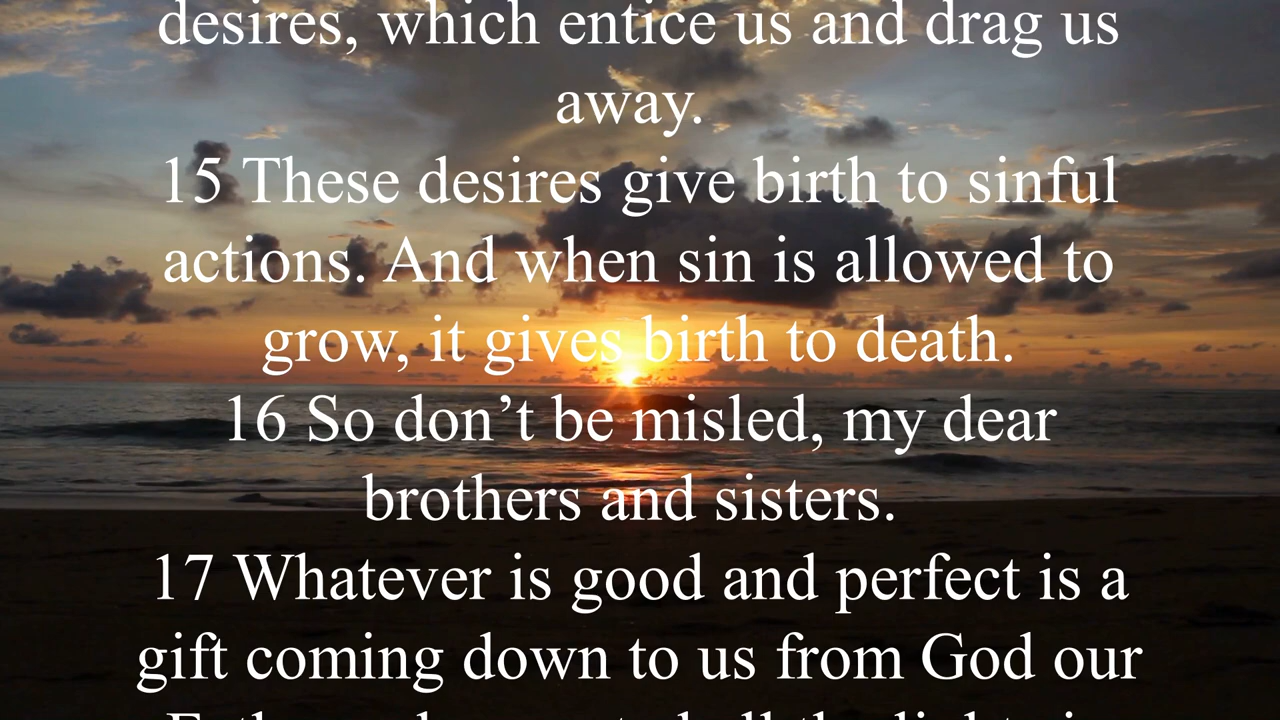 desires, which entice us and drag us
away.
15 These desires give birth to sinful
actions. And when sin is allowed to
grow, it gives birth to death.
16 So don’t be misled, my dear
brothers and sisters.
17 Whatever is good and perfect is a
gift coming down to us from God our